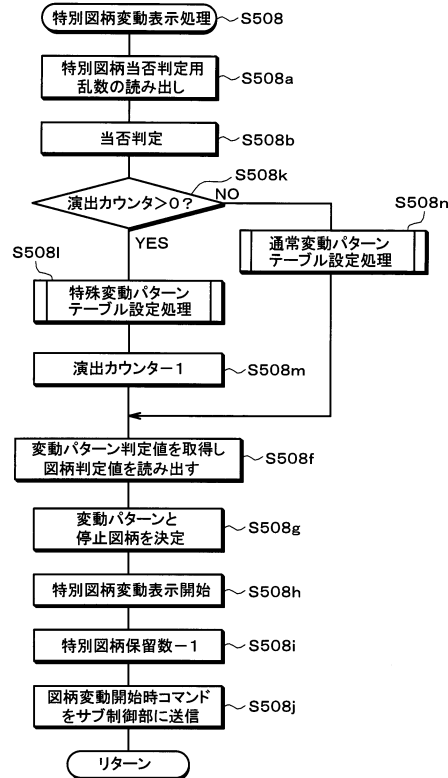 特別図柄変動表示処理
S508
特別図柄当否判定用
乱数の読み出し
S508a
当否判定
S508b
S508k
演出カウンタ>0?
NO
S508n
YES
通常変動パターン
テーブル設定処理
S508l
特殊変動パターン
テーブル設定処理
演出カウンター1
S508m
変動パターン判定値を取得し
図柄判定値を読み出す
S508f
変動パターンと
停止図柄を決定
S508g
特別図柄変動表示開始
S508h
特別図柄保留数-1
S508i
図柄変動開始時コマンド
をサブ制御部に送信
S508j
リターン